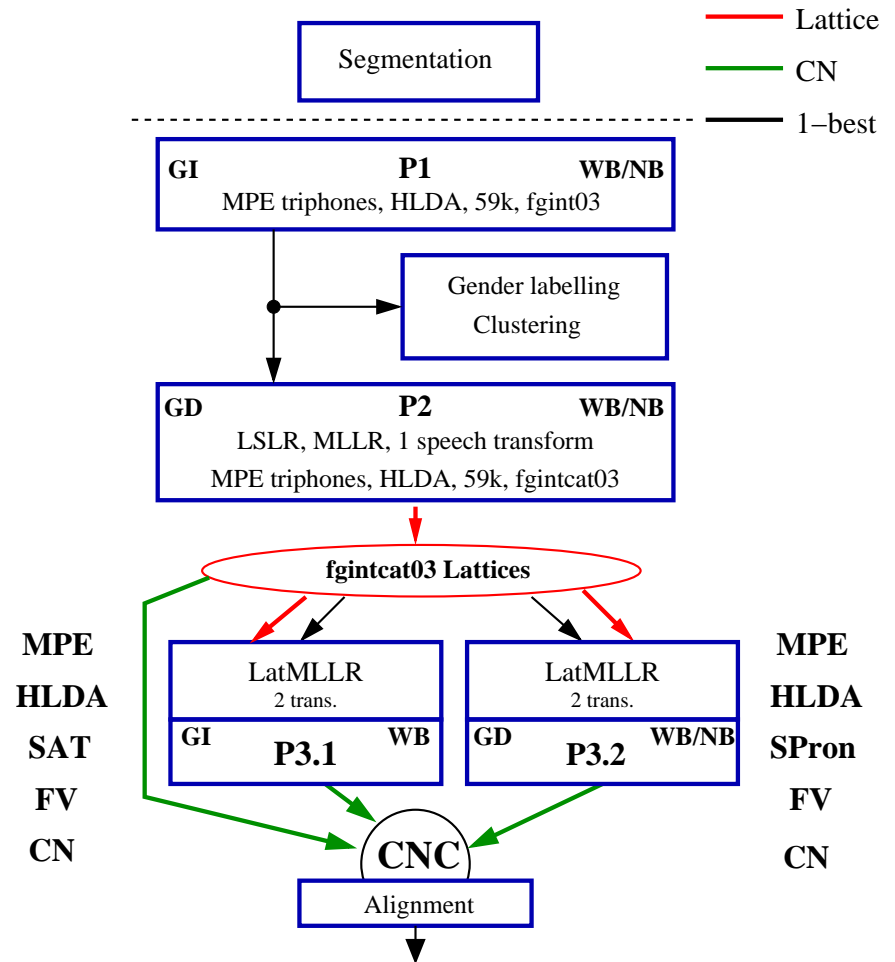 Segmentation
Lattice
CN
1−best
GI P1 WB/NB
MPE triphones, HLDA, 59k, fgint03
Gender labelling
Clustering
GD P2 WB/NB
LSLR, MLLR, 1 speech transform
MPE triphones, HLDA, 59k, fgintcat03
fgintcat03 Lattices
MPE
HLDA
SAT
FV
CN
LatMLLR
2 trans.
GI P3.1 WB
LatMLLR
2 trans.
GD P3.2 WB/NB
MPE
HLDA
SPron
FV
CN
CNC
Alignment